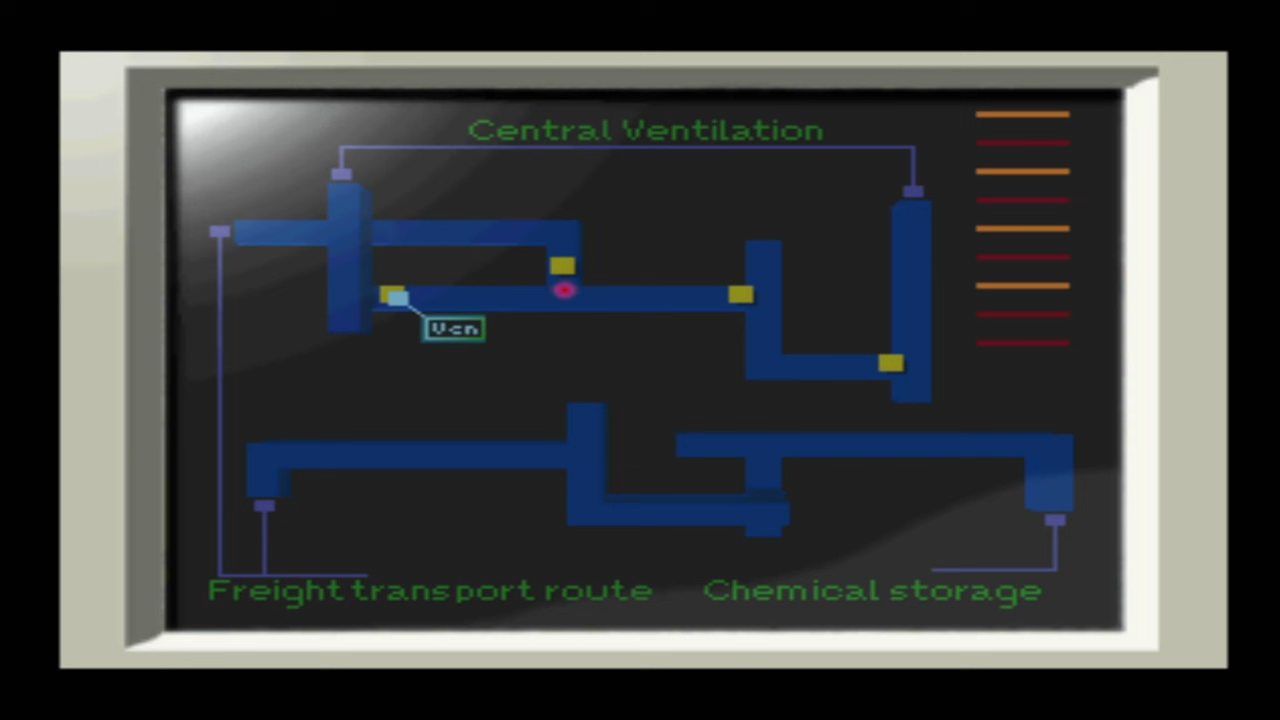 Central Ventilation
Ven
Freight transport route
Chemical storage